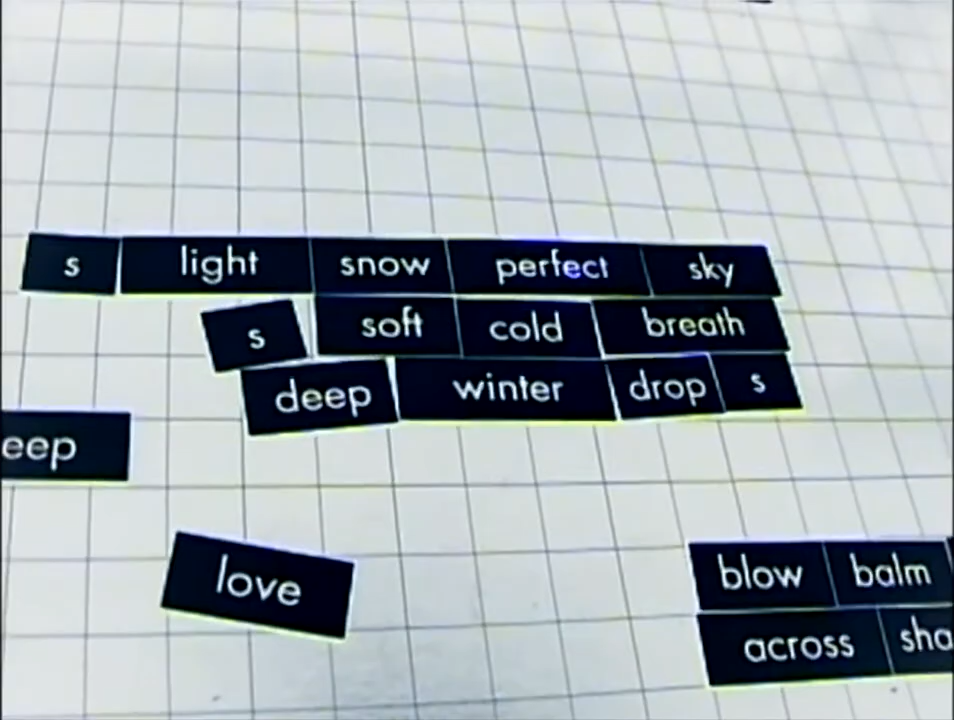 s light snow perfect sky
s soft cold breath
deep winter drop s
eep
love
blow balm
across sha